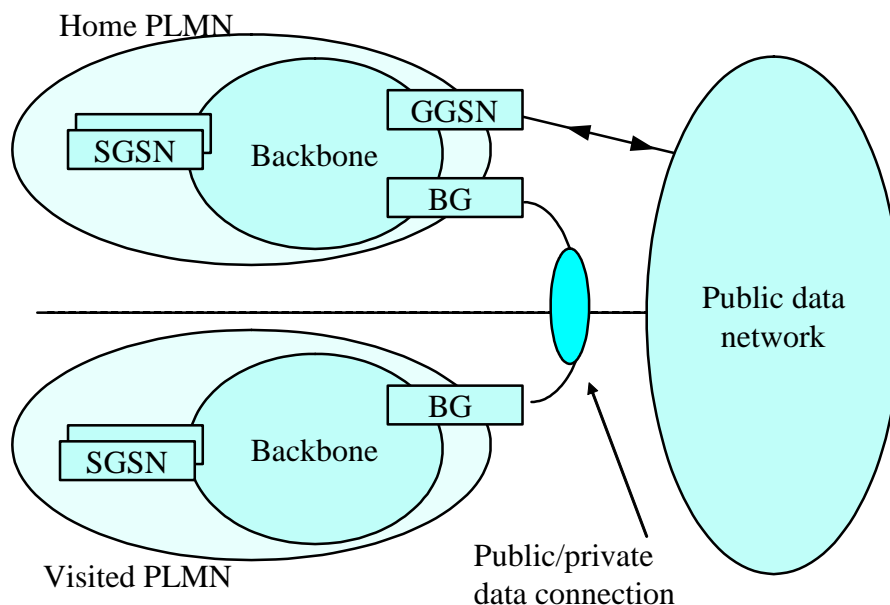 Home PLMN
GGSN
SGSN
Backbone
BG
Public data
network
BG
SGSN
Backbone
Public/private
data connection
Visited PLMN